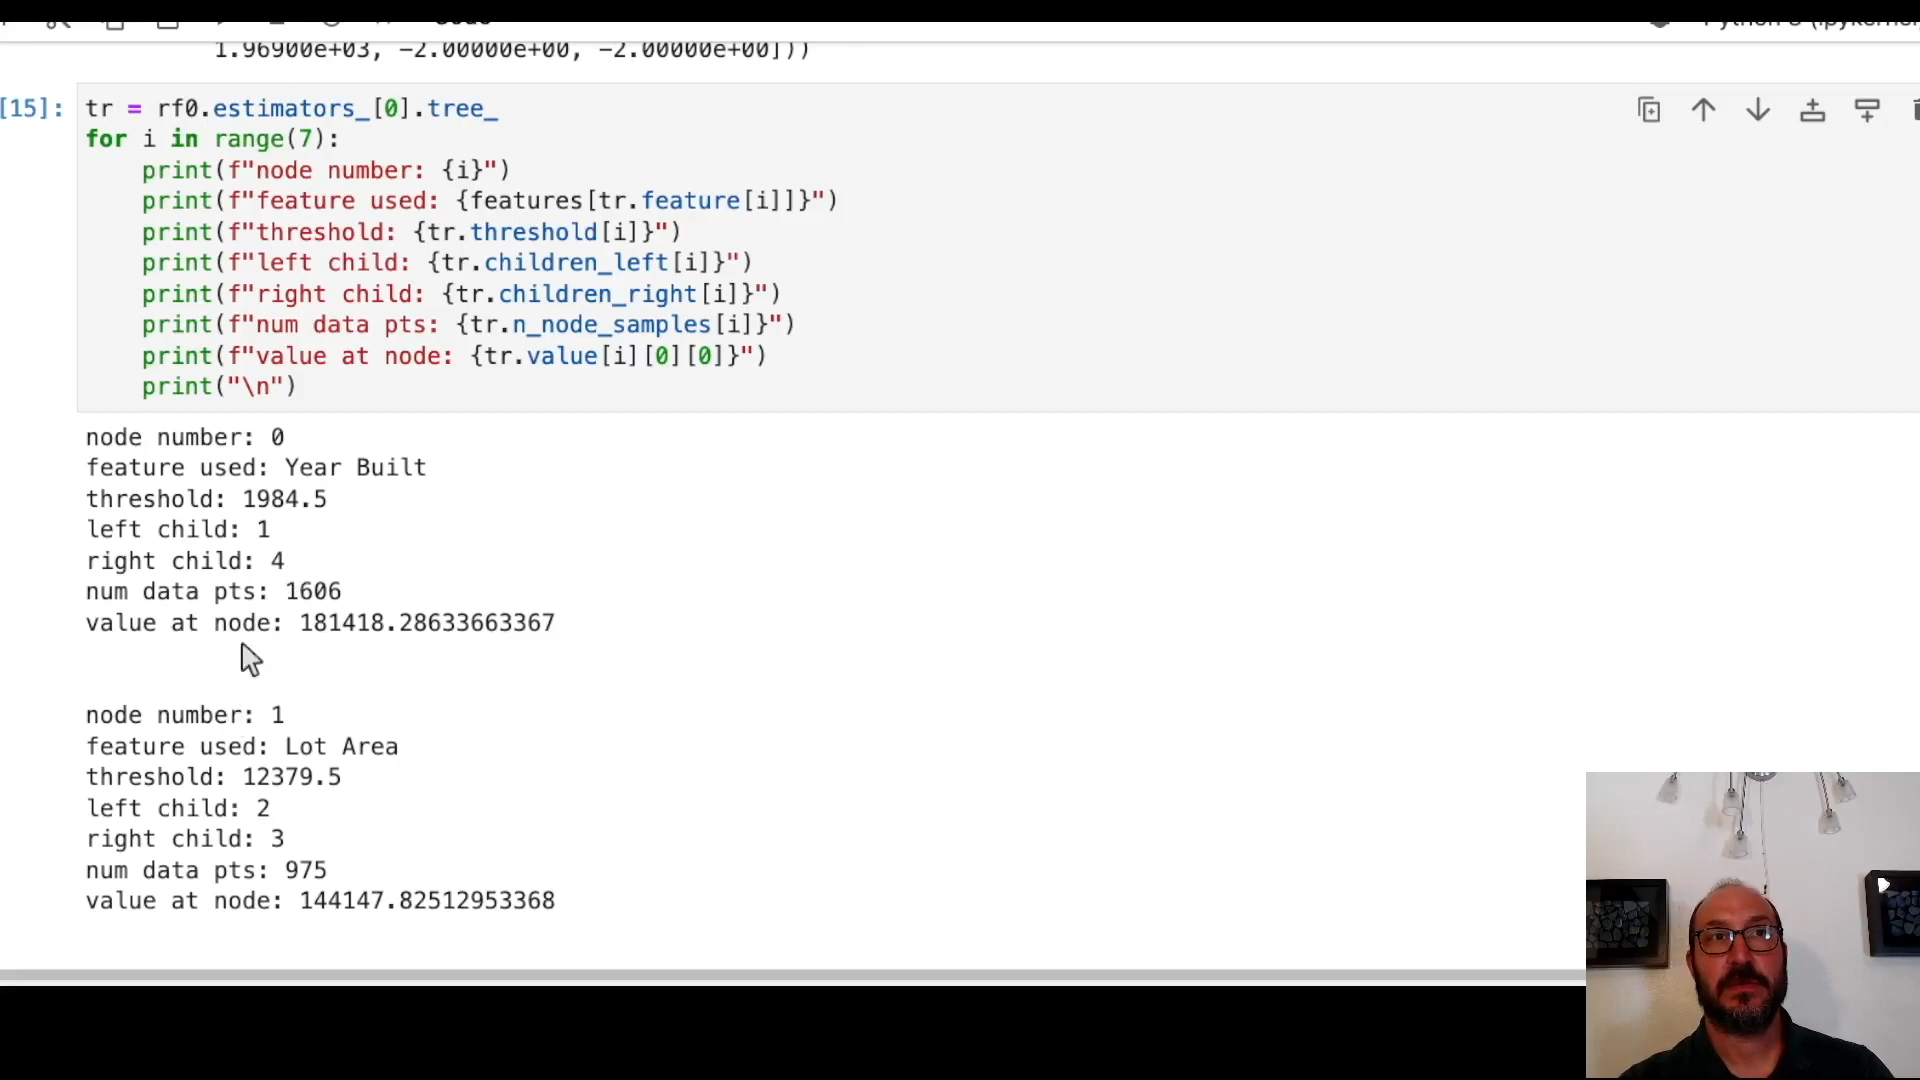 1.96900e+03, -2.00000e+00, -2.00000e+00]))
[15]:
tr = rf0.estimators_[0].tree_
for i in range(7):
    print(f"node number: {i}")
    print(f"feature used: {features[tr.feature[i]]}")
    print(f"threshold: {tr.threshold[i]}")
    print(f"left child: {tr.children_left[i]}")
    print(f"right child: {tr.children_right[i]}")
    print(f"num data pts: {tr.n_node_samples[i]}")
    print(f"value at node: {tr.value[i][0][0]}")
    print("\n")
node number: 0
feature used: Year Built
threshold: 1984.5
left child: 1
right child: 4
num data pts: 1606
value at node: 181418.28633663367
node number: 1
feature used: Lot Area
threshold: 12379.5
left child: 2
right child: 3
num data pts: 975
value at node: 144147.82512953368